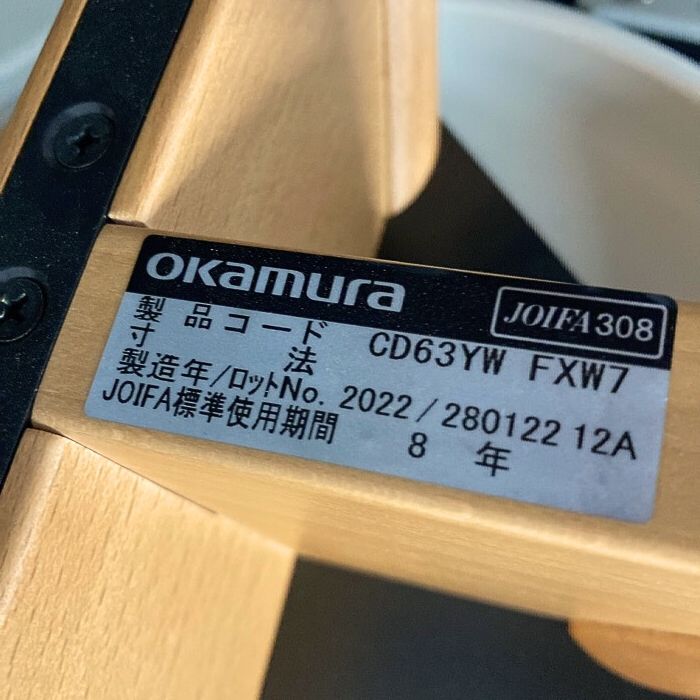 okamura
JOIFA308
製品コード CD63YW FXW7
寸法
製造年/ロットNo. 2022/280122 12A
JOIFA標準使用期間 8 年